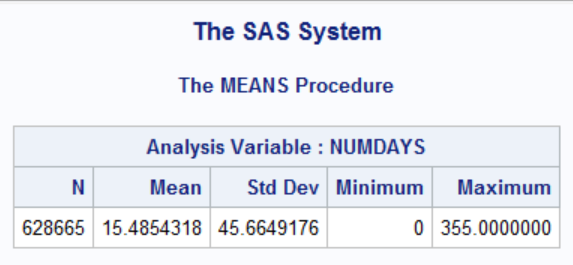 The SAS System
The MEANS Procedure
Analysis Variable : NUMDAYS
N Mean Std Dev Minimum Maximum
628665 15.4854318 45.6649176 0 355.0000000